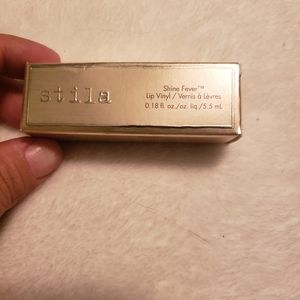 stila
Shine Fever™
Lip Vinyl / Vernis à Lèvres
0.18 fl. oz./oz. liq./5.5 mL